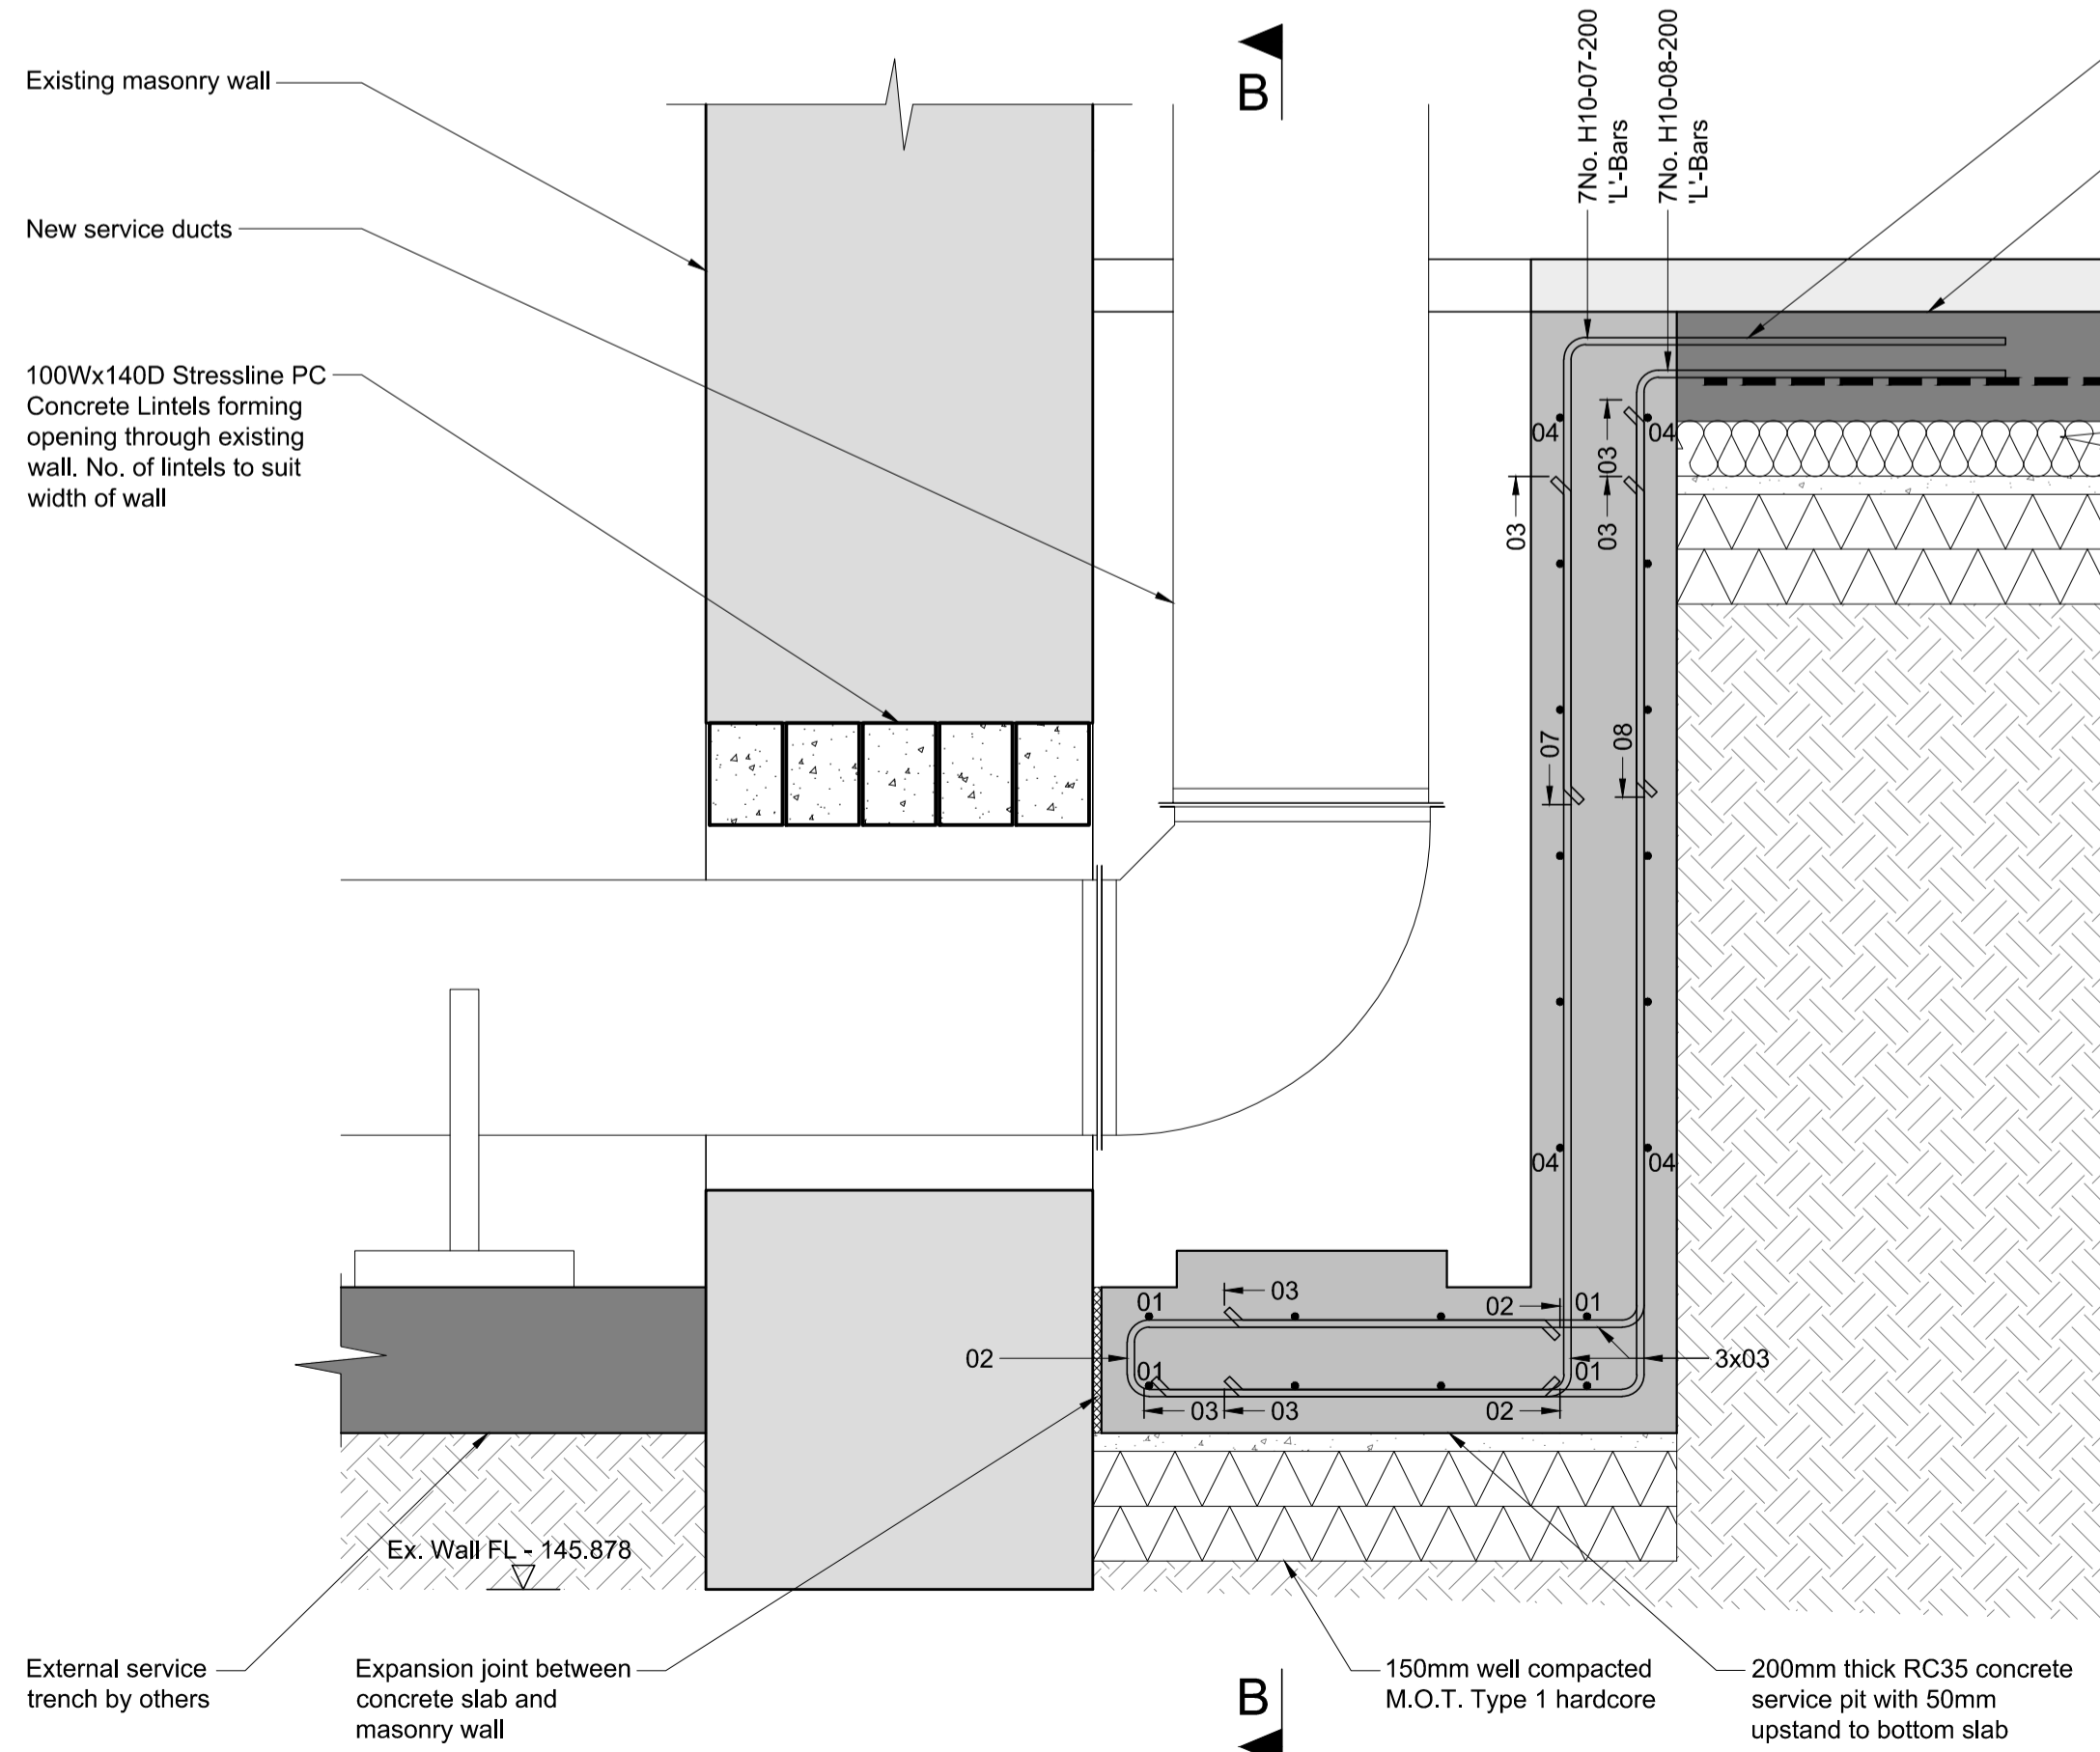 Existing masonry wall
New service ducts
100Wx140D Stressline PC
Concrete Lintels forming
opening through existing
wall. No. of lintels to suit
width of wall
B
7No. H10-07-200
'L'-Bars
7No. H10-08-200
'L'-Bars
04
04
03
03
03
07
08
04
04
01
03
02
01
02
01
01
3x03
03
03
02
Ex. Wall FL - 145.878
External service
trench by others
Expansion joint between
concrete slab and
masonry wall
B
150mm well compacted
M.O.T. Type 1 hardcore
200mm thick RC35 concrete
service pit with 50mm
upstand to bottom slab